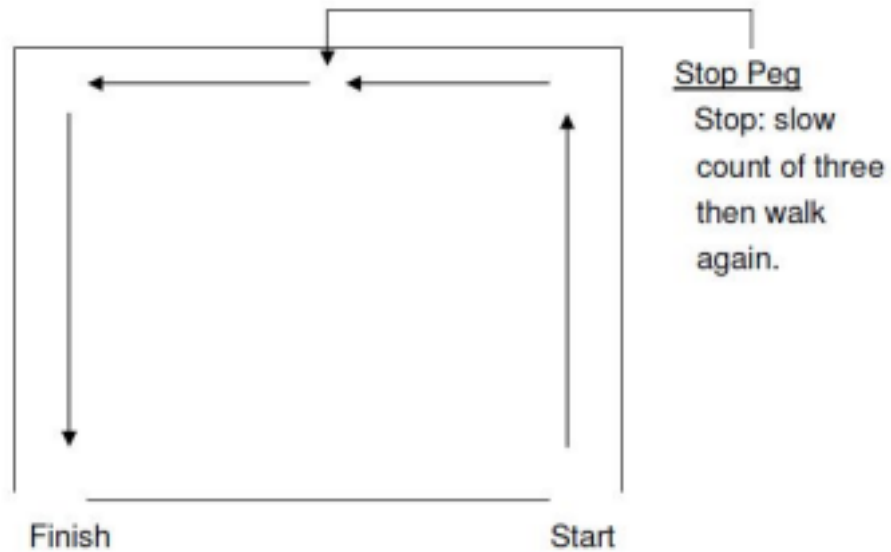 Stop Peg
Stop: slow
count of three
then walk
again.
Finish
Start